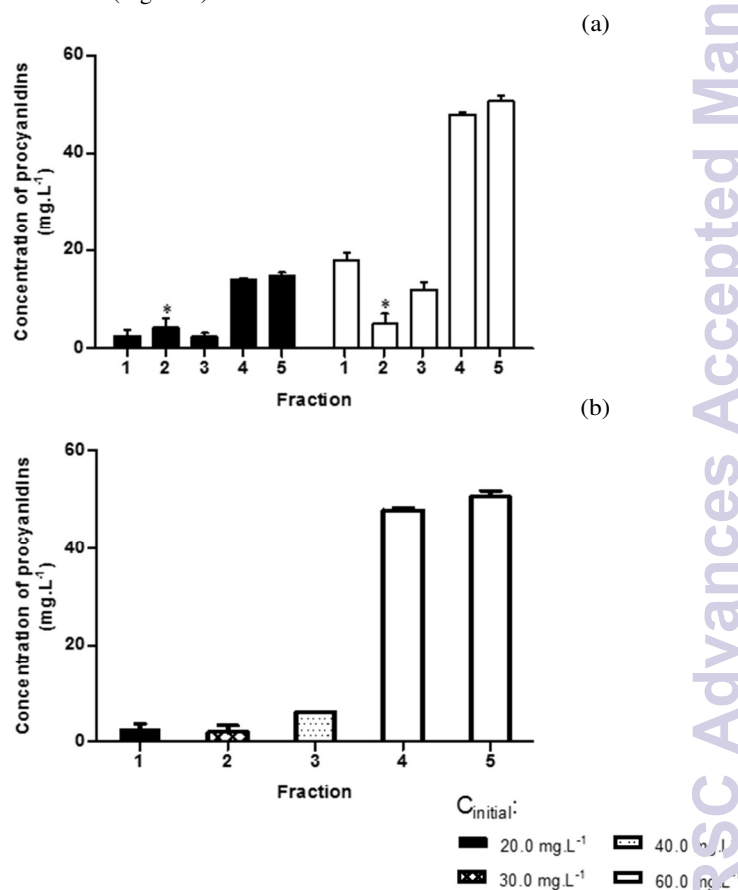 (a)
60
40
20
0
Concentration of procyanidins
(mg.L-1)
*
*
1 2 3 4 5 1 2 3 4 5
Fraction
(b)
60
40
20
0
Concentration of procyanidins
(mg.L-1)
1 2 3 4 5
Fraction
Cinitial:
20.0 mg.L-1
30.0 mg.L-1
40.0
60.0
RSC Advances Accepted Man